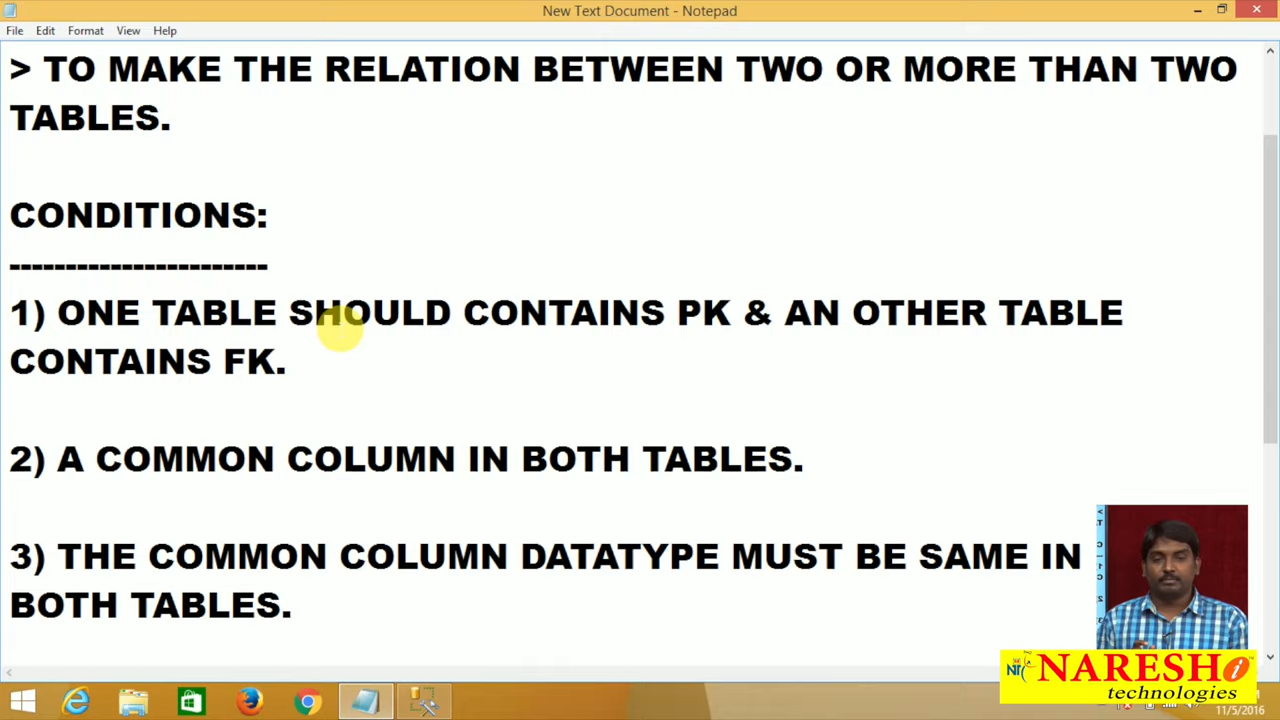 New Text Document - Notepad
File Edit Format View Help
> TO MAKE THE RELATION BETWEEN TWO OR MORE THAN TWO
TABLES.
CONDITIONS:
-----------------------
1) ONE TABLE SHOULD CONTAINS PK & AN OTHER TABLE
CONTAINS FK.
2) A COMMON COLUMN IN BOTH TABLES.
3) THE COMMON COLUMN DATATYPE MUST BE SAME IN
BOTH TABLES.
NARESH i
technologies
11/5/2016